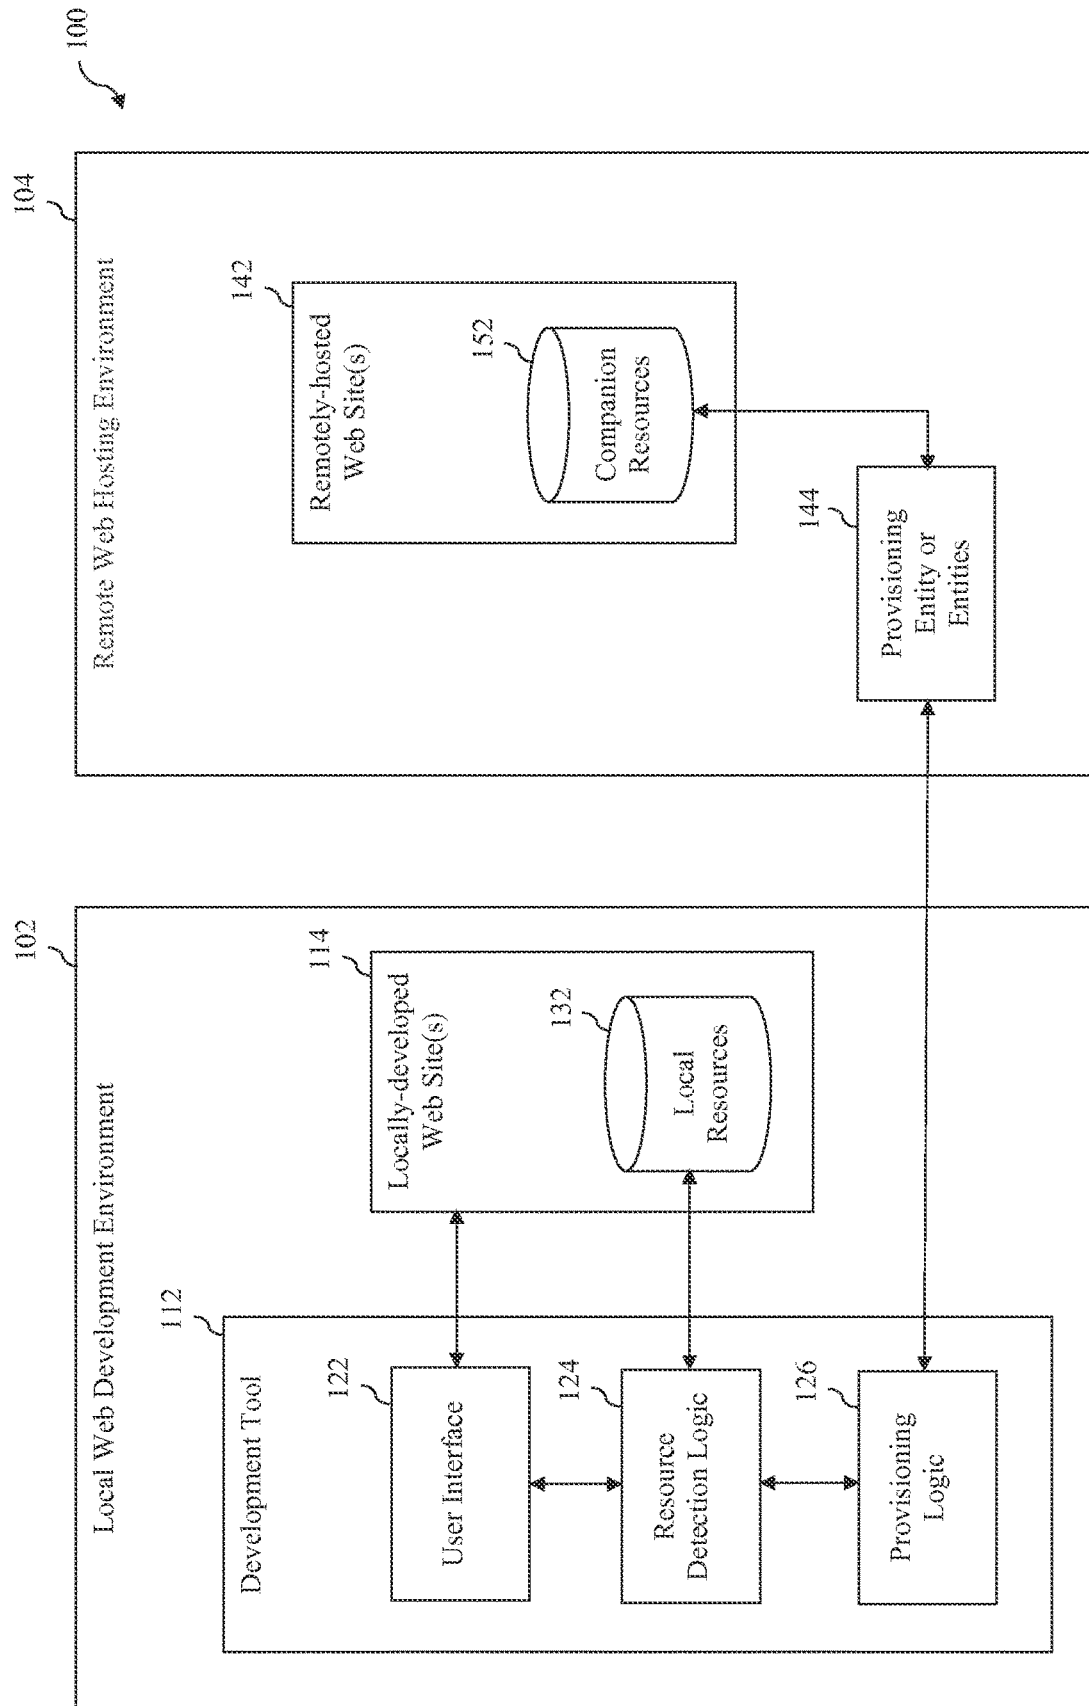 100
102
Local Web Development Environment
112
Development Tool
122
User Interface
124
Resource
Detection Logic
126
Provisioning
Logic
114
Locally-developed
Web Site(s)
132
Local
Resources
104
Remote Web Hosting Environment
142
Remotely-hosted
Web Site(s)
152
Companion
Resources
144
Provisioning
Entity or
Entities